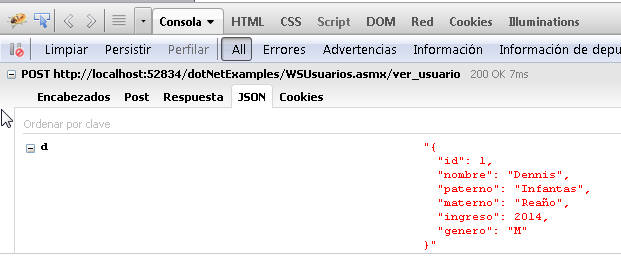 Consola HTML CSS Script DOM Red Cookies Illuminations
Limpiar Persistir Perfilar All Errores Advertencias Información Información de depu
POST http://localhost:52834/dotNetExamples/WSUsuarios.asmx/ver_usuario 200 OK 7ms
Encabezados Post Respuesta JSON Cookies
Ordenar por clave
d "{
"id": 1,
"nombre": "Dennis",
"paterno": "Infantas",
"materno": "Reaño",
"ingreso": 2014,
"genero": "M"
}"